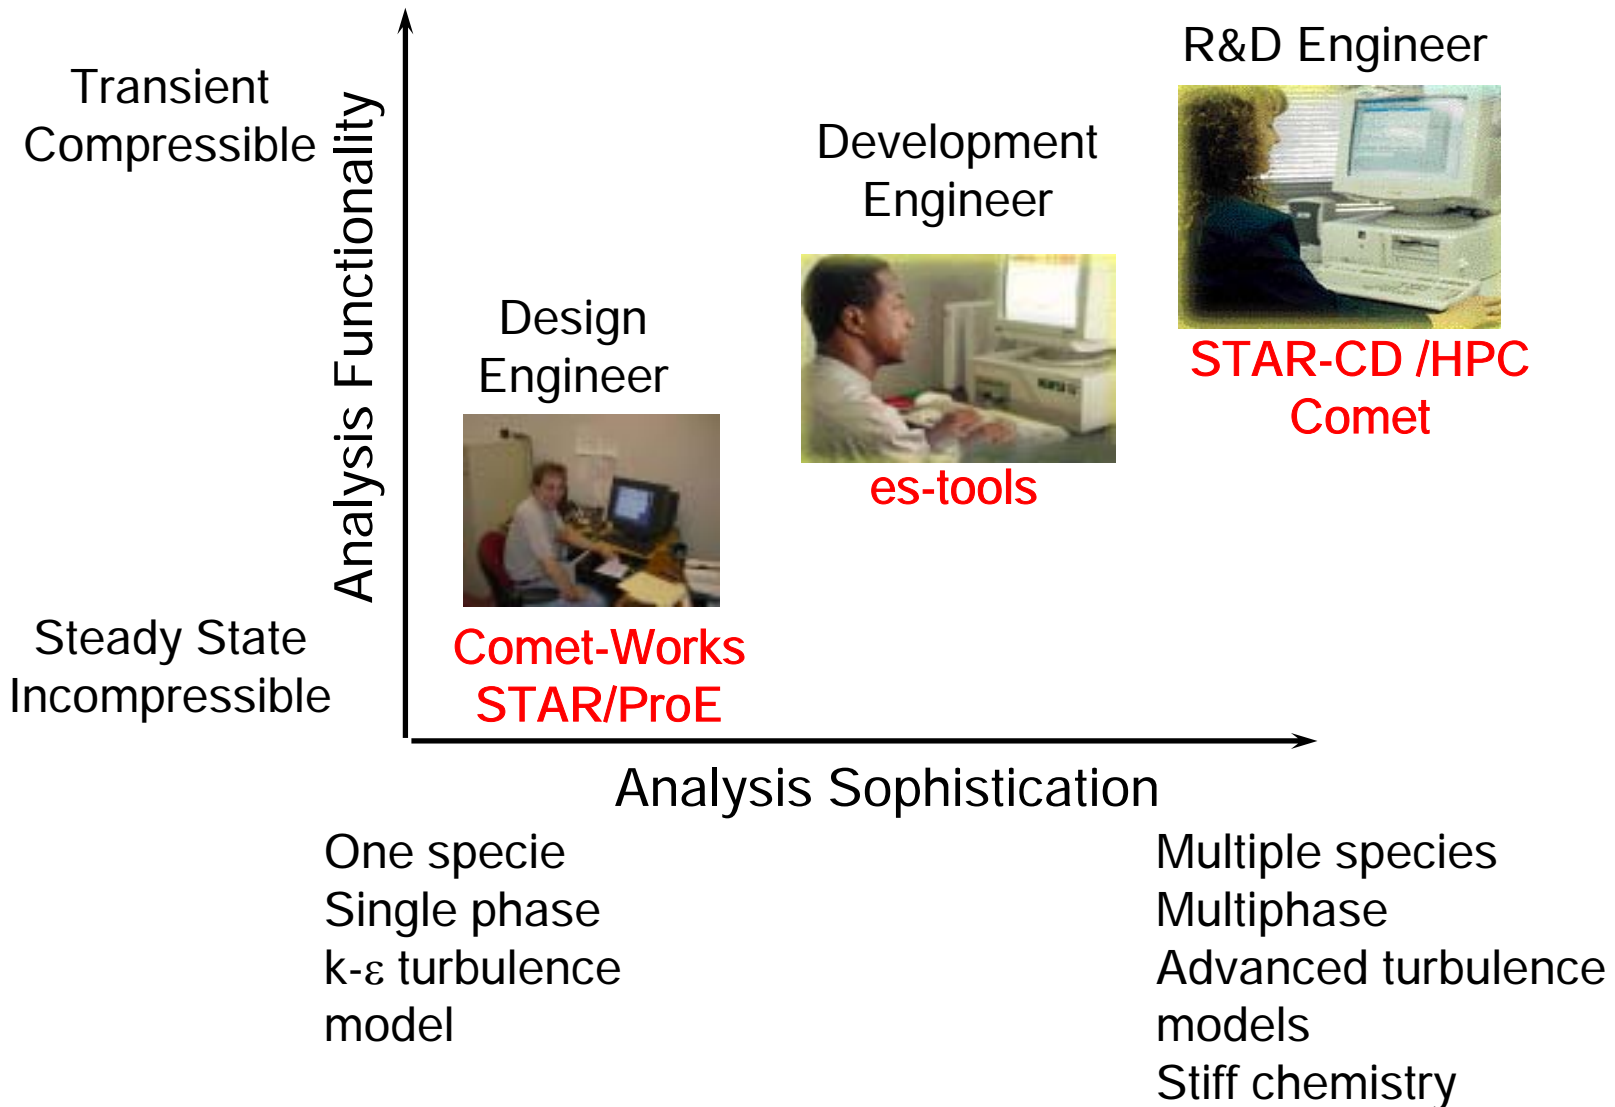 R&D Engineer
Transient
Compressible
Analysis Functionality
Development
Engineer
Design
Engineer
STAR-CD /HPC
Comet
es-tools
Steady State
Incompressible
Comet-Works
STAR/ProE
Analysis Sophistication
One specie
Single phase
k-ε turbulence
model
Multiple species
Multiphase
Advanced turbulence
models
Stiff chemistry